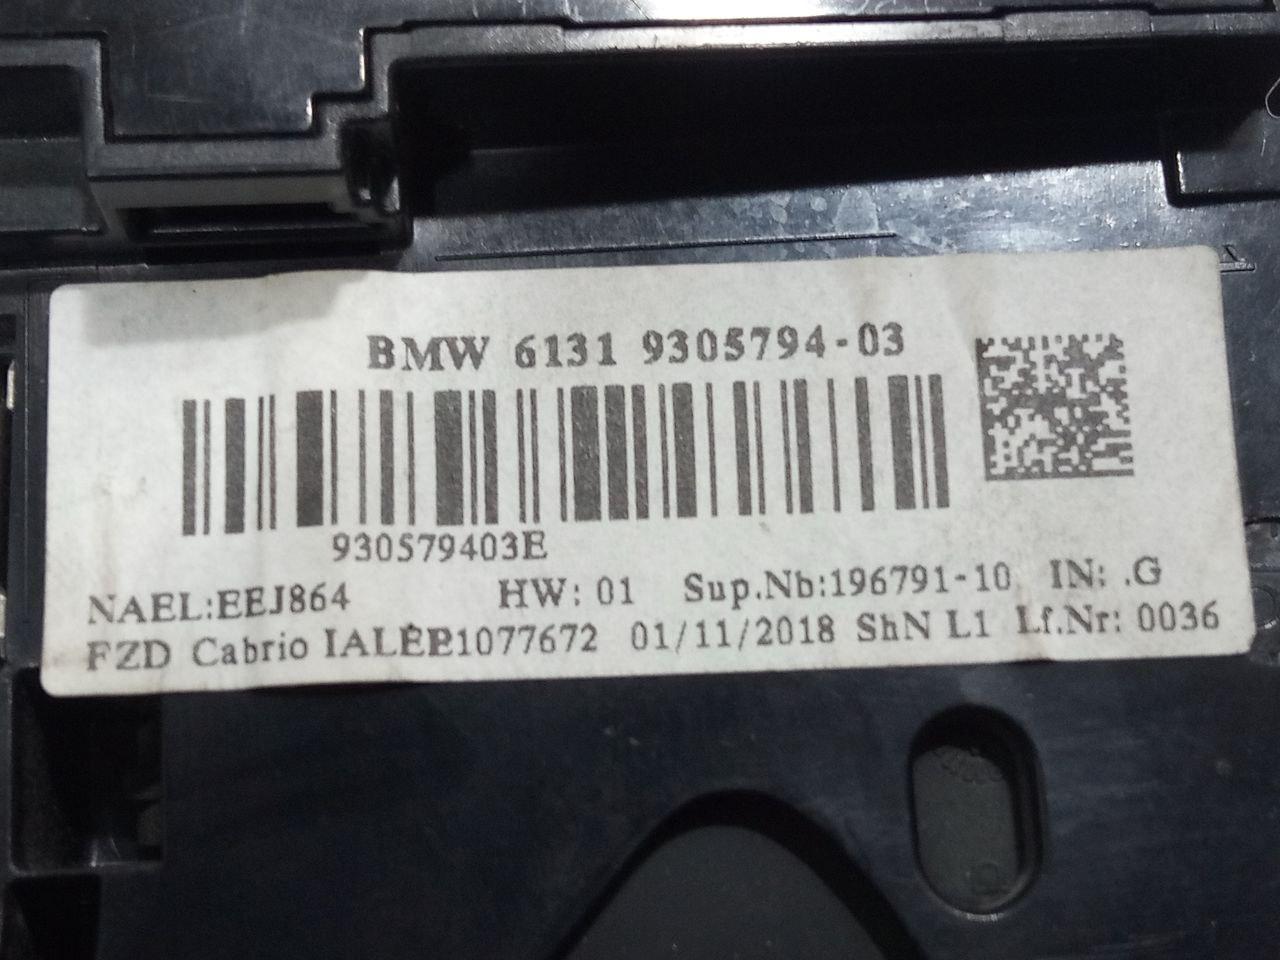 BMW 6131 9305794-03
930579403E
NAEL:EEJ864 HW: 01 Sup.Nb:196791-10 IN: .G
FZD Cabrio 01/11/2018 ShN L1 Lf.Nr: 0036